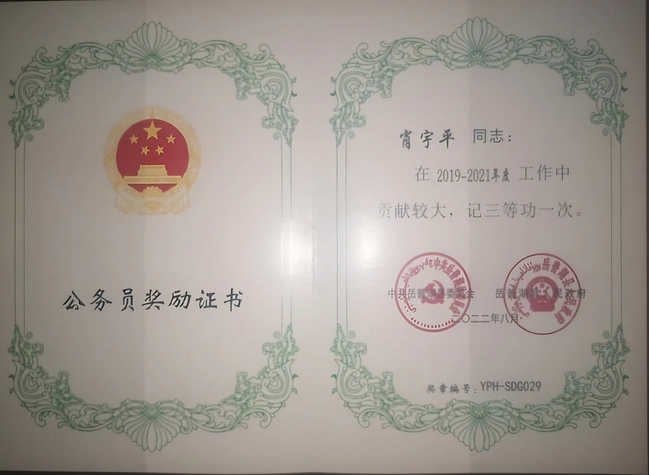 公务员奖励证书
肖宇平 同志：
在 2019-2021年度 工作中
贡献较大，记三等功一次。
中共岳普湖县委员会 岳普湖县人民政府
二〇二二年八月
奖章编号：YPH-SDG029